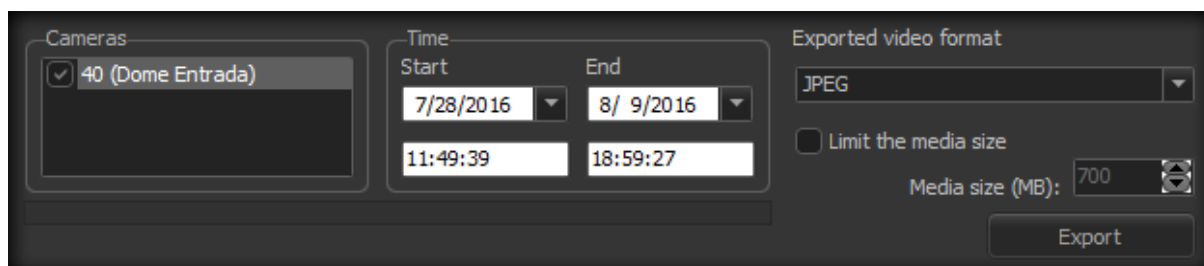 Cameras
40 (Dome Entrada)
Time
Start End
7/28/2016 8/ 9/2016
11:49:39 18:59:27
Exported video format
JPEG
Limit the media size
Media size (MB): 700
Export